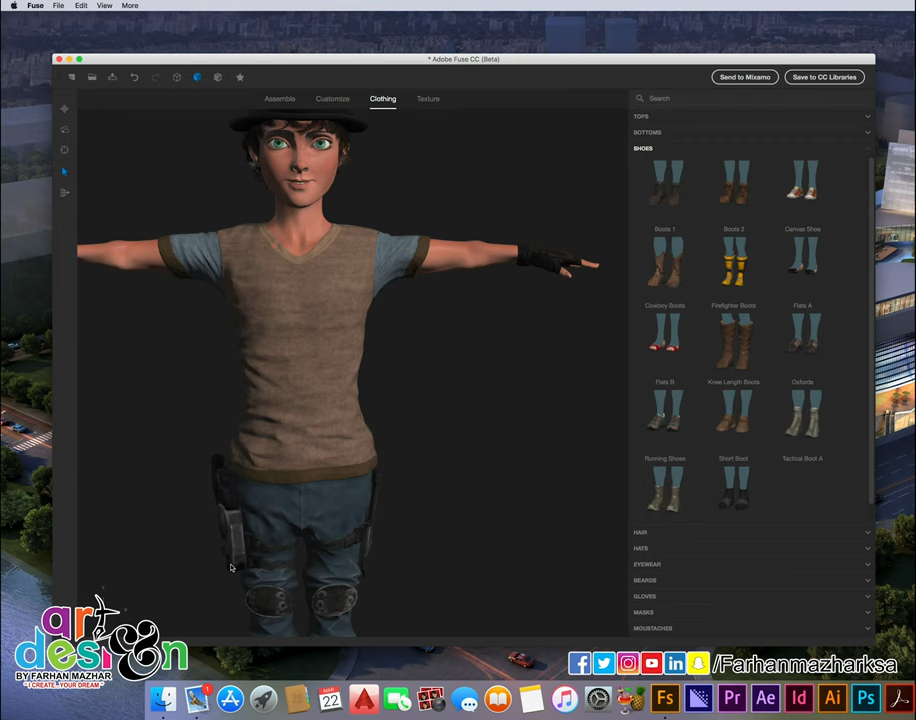 Fuse File Edit View More
* Adobe Fuse CC (Beta)
Send to Mixamo Save to CC Libraries
Assemble Customize Clothing Texture
Search
TOPS
BOTTOMS
SHOES
Boots 1 Boots 2 Canvas Shoe
Cowboy Boots Firefighter Boots Flats A
Flats B Knee Length Boots Oxfords
Running Shoes Short Boot Tactical Boot A
HAIR
HATS
EYEWEAR
BEARDS
GLOVES
MASKS
MOUSTACHES
art &
design
BY FARHAN MAZHAR
"I CREATE, YOUR DREAM"
/Farhanmazharksa
1
MAR
22
Fs Pr Ae Id Ai Ps